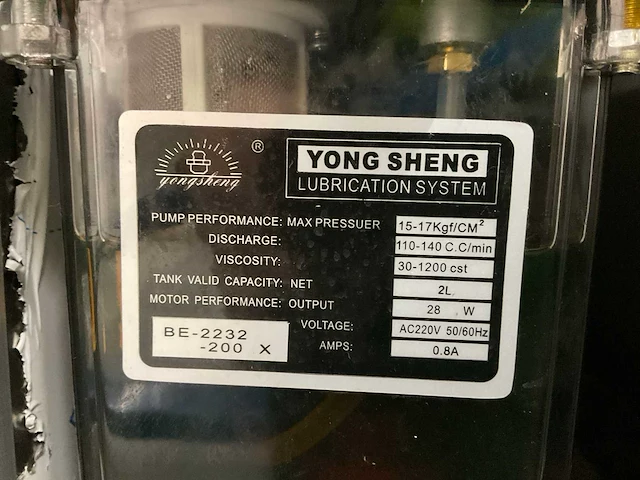 yongsheng ®
YONG SHENG
LUBRICATION SYSTEM
PUMP PERFORMANCE: MAX PRESSUER 15-17Kgf/CM²
DISCHARGE: 110-140 C.C/min
VISCOSITY: 30-1200 cst
TANK VALID CAPACITY: NET 2L
MOTOR PERFORMANCE: OUTPUT 28 W
VOLTAGE: AC220V 50/60Hz
AMPS: 0.8A
BE-2232
-200 X